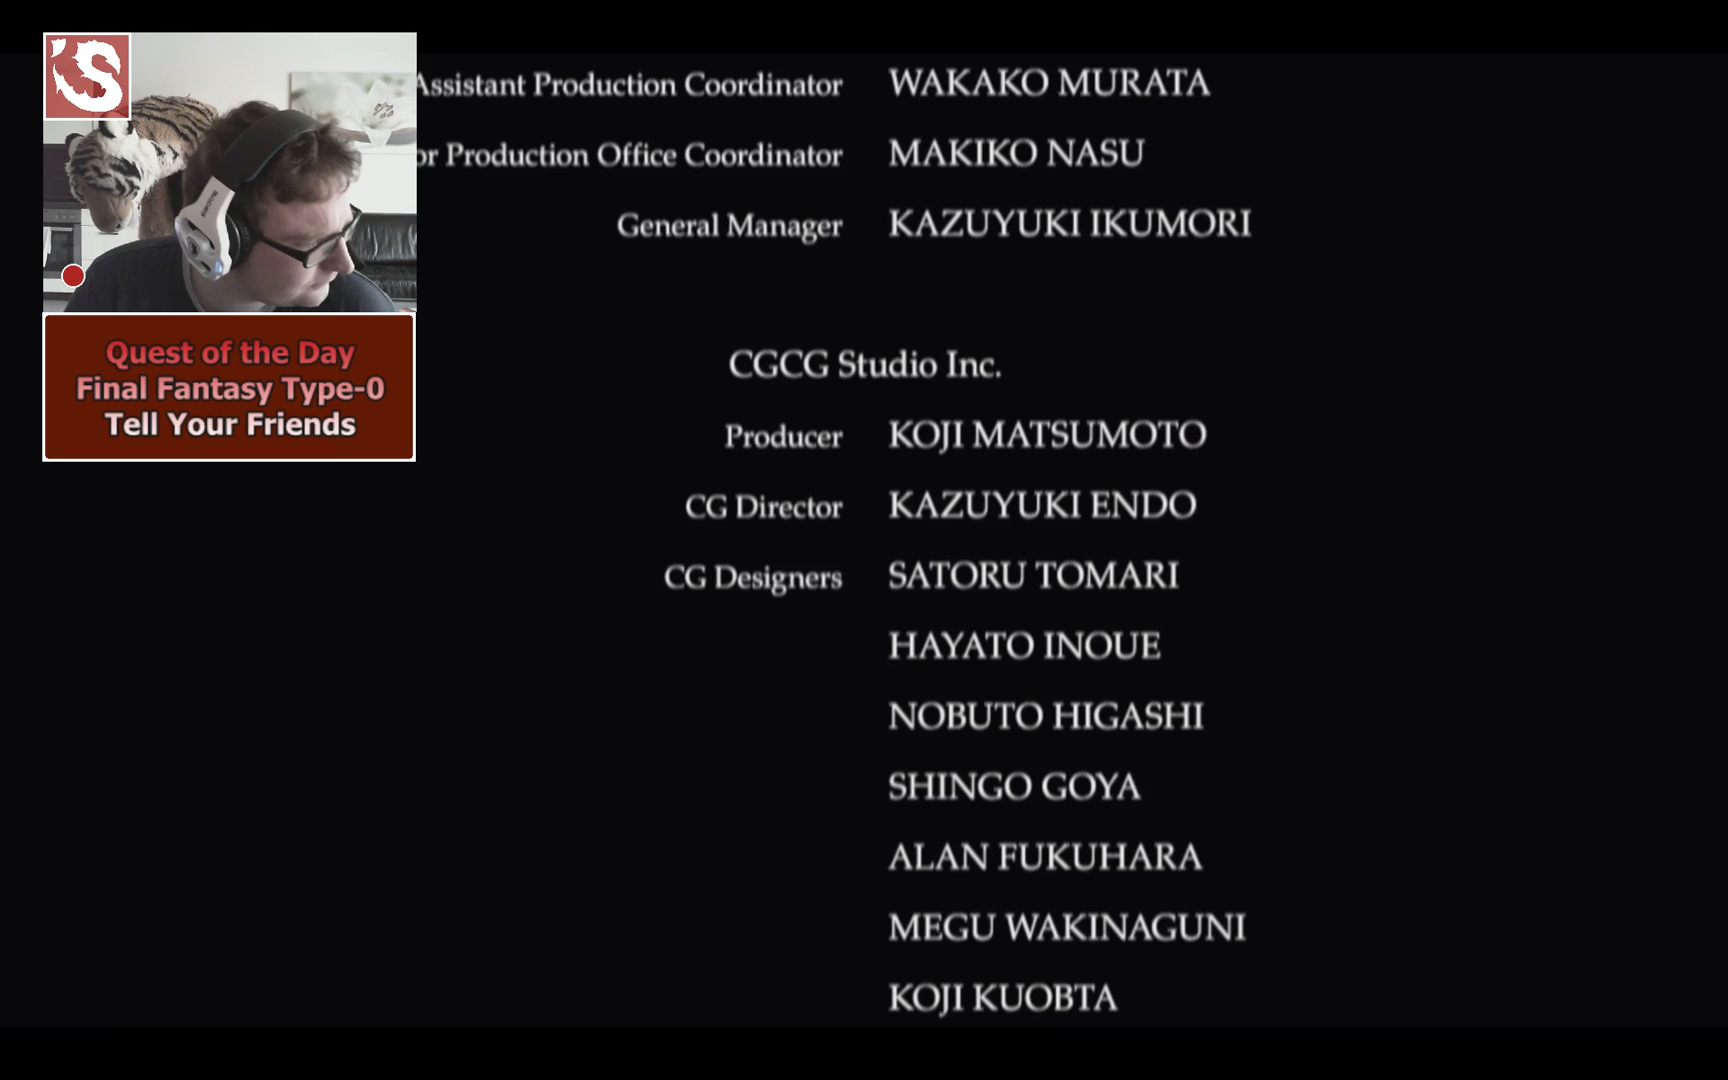 Assistant Production Coordinator WAKAKO MURATA
Production Office Coordinator MAKIKO NASU
General Manager KAZUYUKI IKUMORI
CGCG Studio Inc.
Producer KOJI MATSUMOTO
CG Director KAZUYUKI ENDO
CG Designers SATORU TOMARI
HAYATO INOUE
NOBUTO HIGASHI
SHINGO GOYA
ALAN FUKUHARA
MEGU WAKINAGUNI
KOJI KUOBTA
Quest of the Day
Final Fantasy Type-0
Tell Your Friends